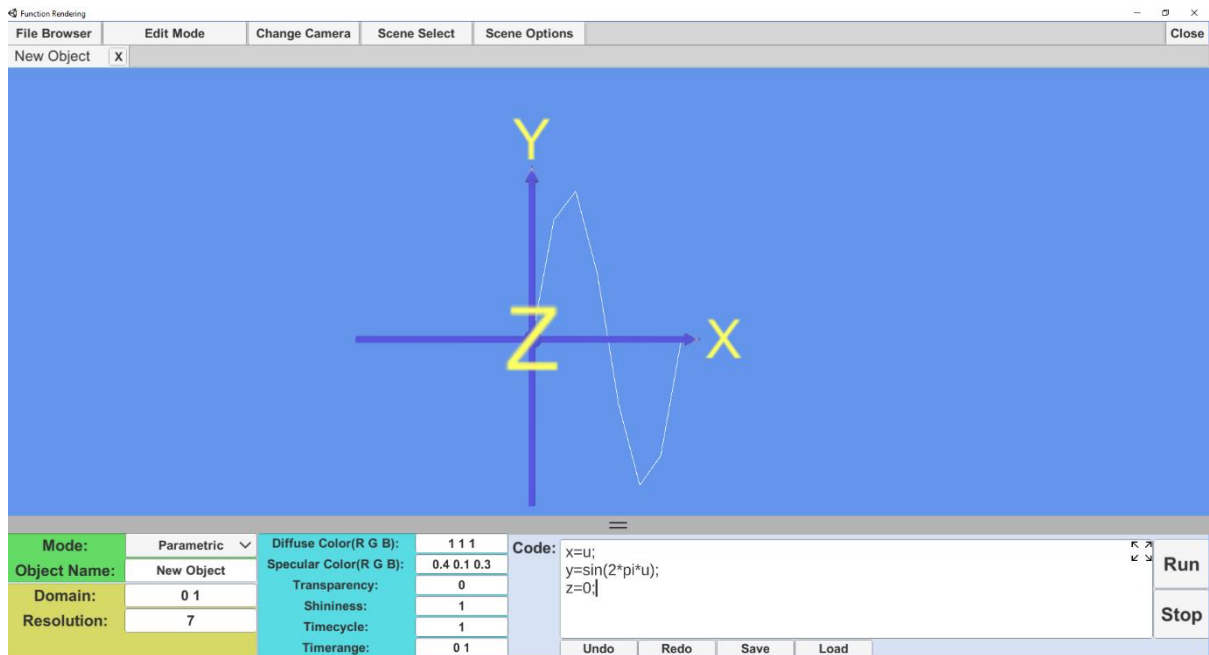 Function Rendering
File Browser Edit Mode Change Camera Scene Select Scene Options Close
New Object X
Y
Z X
Mode: Parametric
Object Name: New Object
Domain: 0 1
Resolution: 7
Diffuse Color(R G B): 1 1 1
Specular Color(R G B): 0.4 0.1 0.3
Transparency: 0
Shininess: 1
Timecycle: 1
Timerange: 0 1
Code:
x=u;
y=sin(2*pi*u);
z=0;
Run
Stop
Undo Redo Save Load